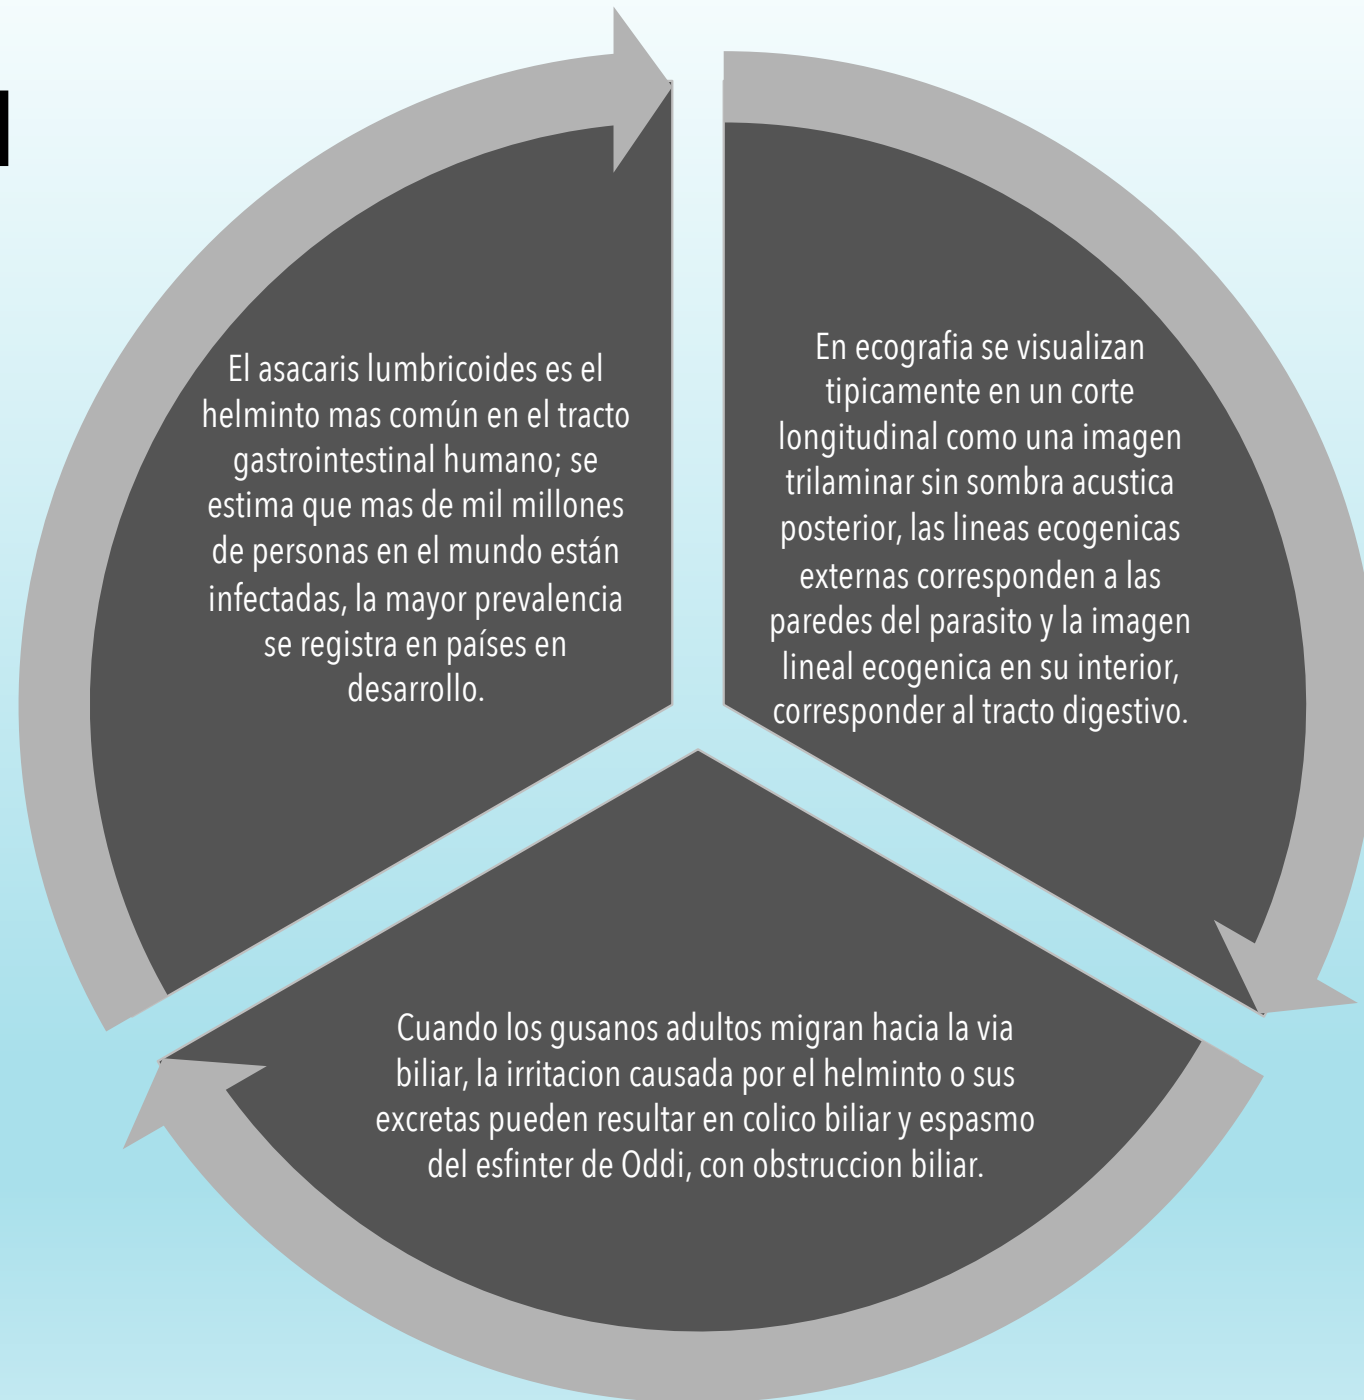 El asacaris lumbricoides es el
helminto mas común en el tracto
gastrointestinal humano; se
estima que mas de mil millones
de personas en el mundo están
infectadas, la mayor prevalencia
se registra en países en
desarrollo.
En ecografia se visualizan
tipicamente en un corte
longitudinal como una imagen
trilaminar sin sombra acustica
posterior, las lineas ecogenicas
externas corresponden a las
paredes del parasito y la imagen
lineal ecogenica en su interior,
corresponder al tracto digestivo.
Cuando los gusanos adultos migran hacia la via
biliar, la irritacion causada por el helminto o sus
excretas pueden resultar en colico biliar y espasmo
del esfinter de Oddi, con obstruccion biliar.